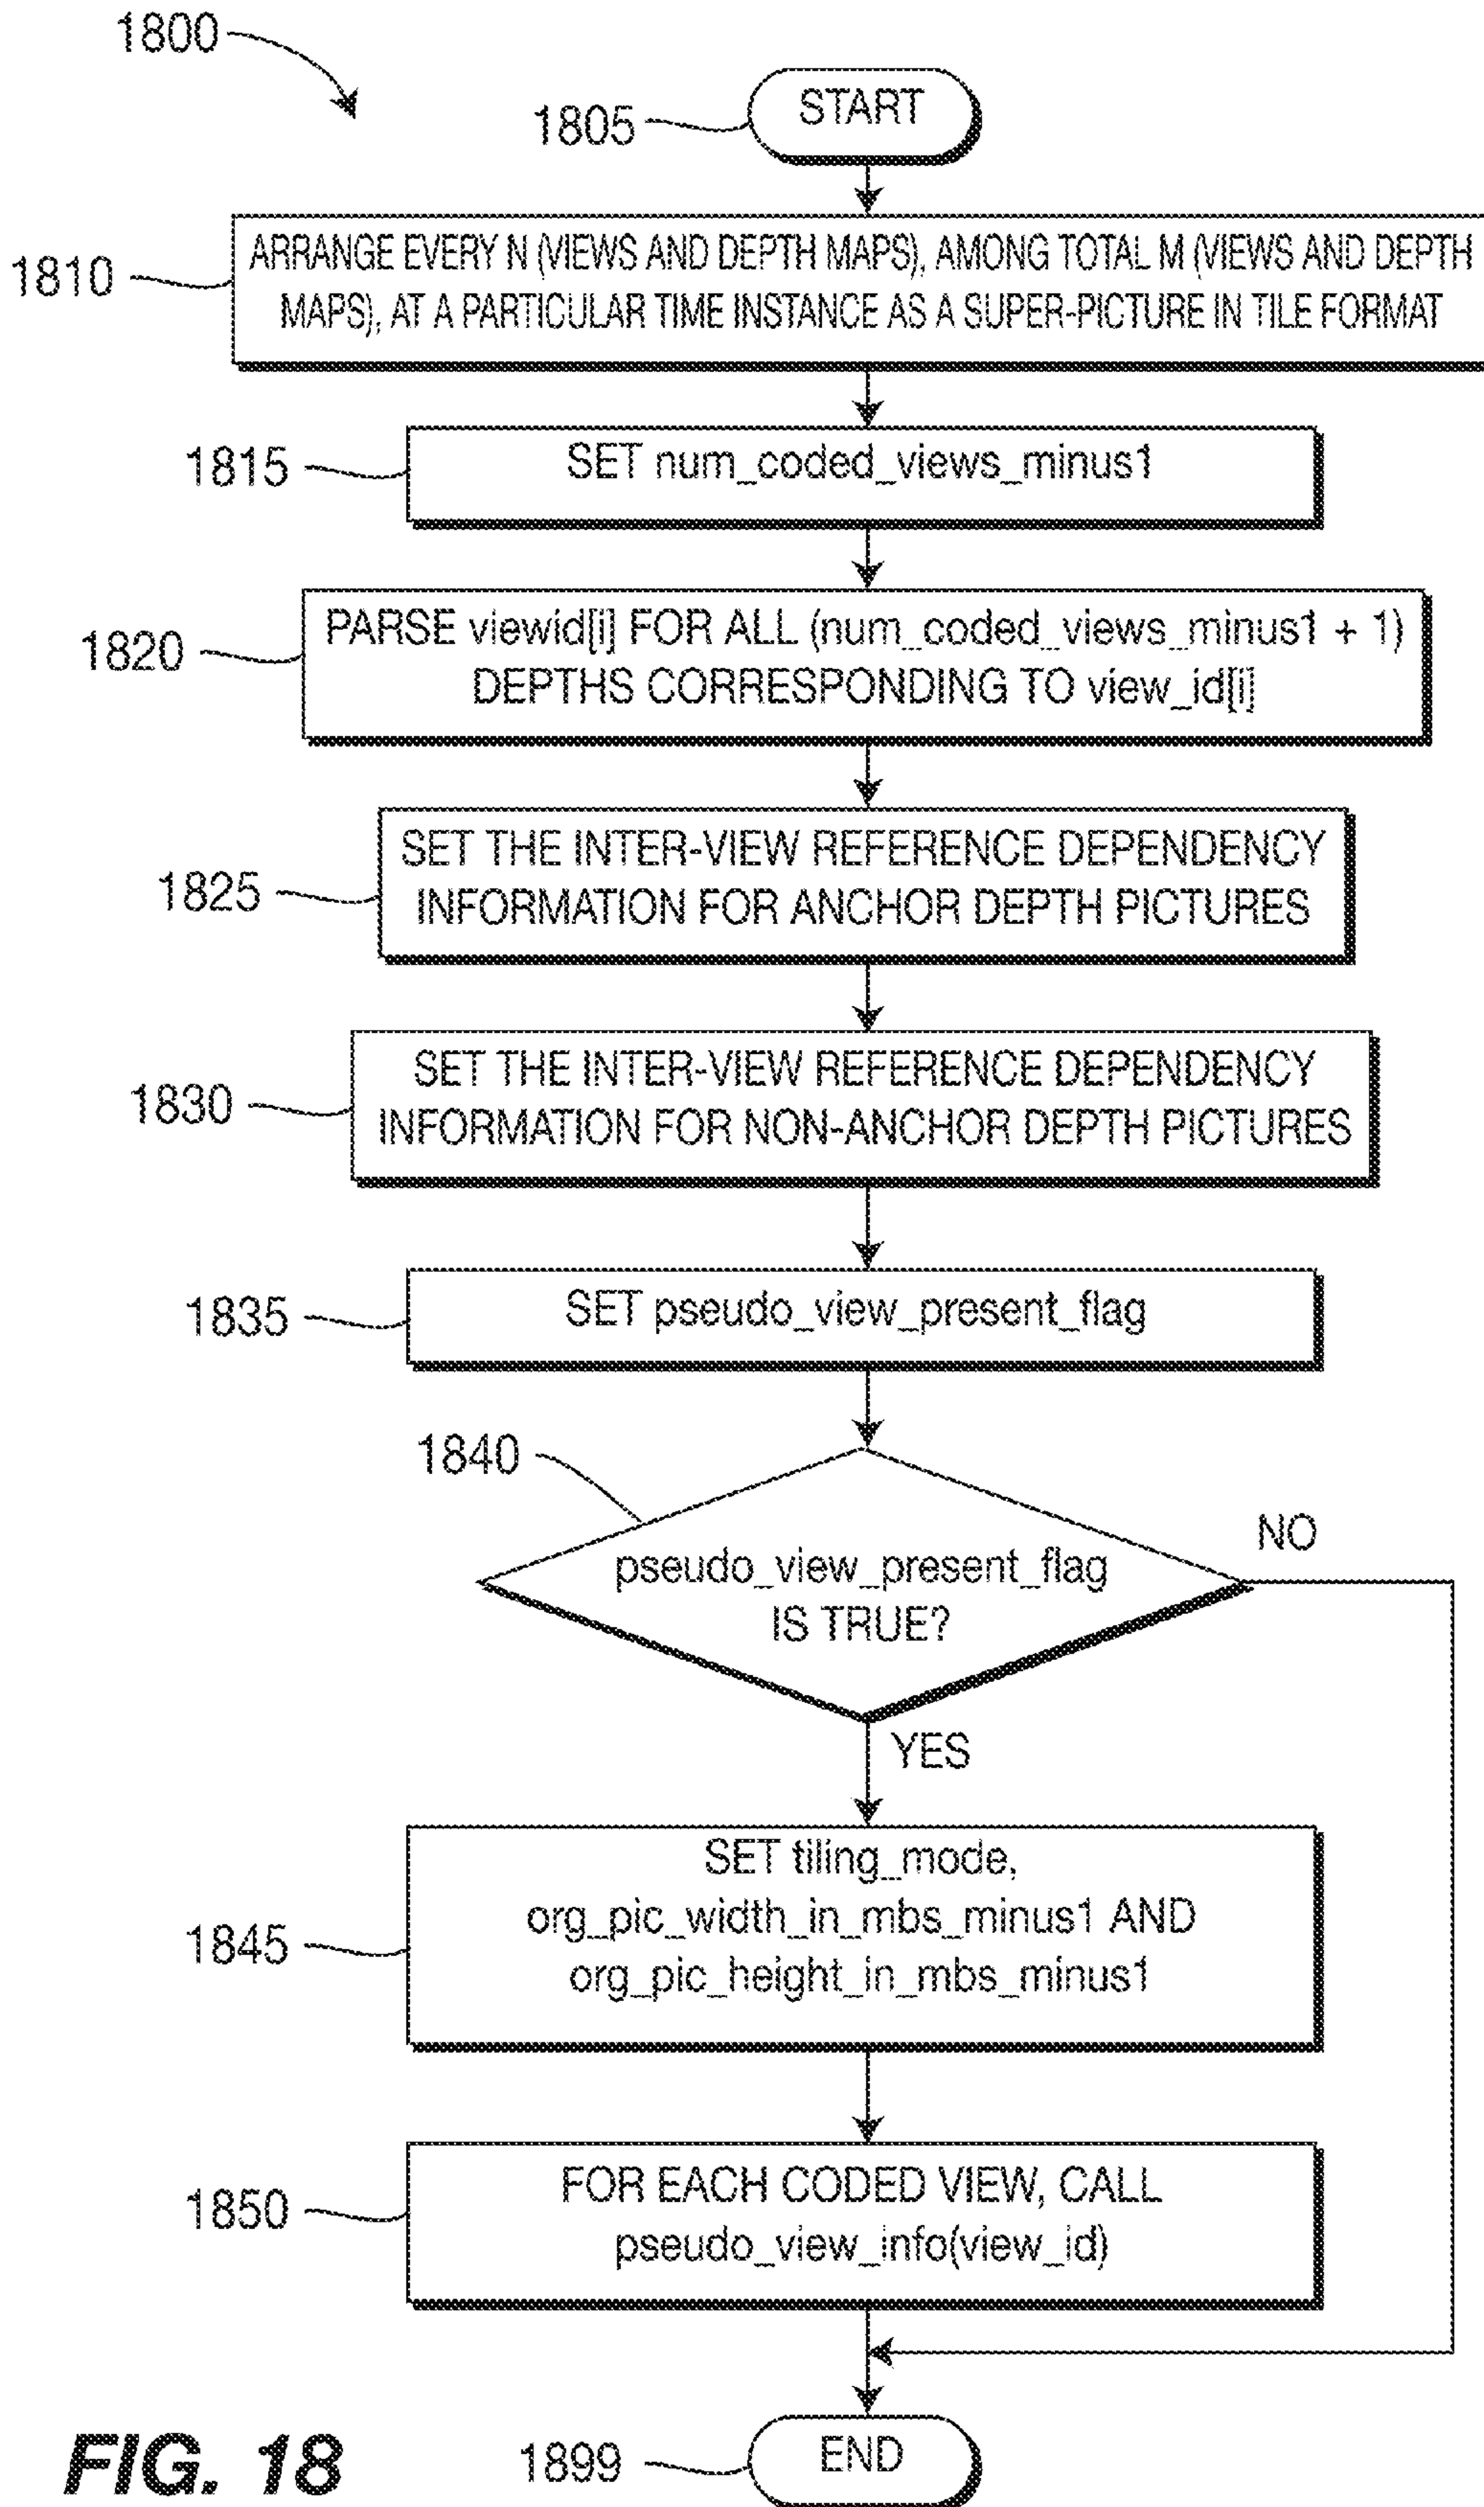 1800
1805
START
1810
ARRANGE EVERY N (VIEWS AND DEPTH MAPS), AMONG TOTAL M (VIEWS AND DEPTH
MAPS), AT A PARTICULAR TIME INSTANCE AS A SUPER-PICTURE IN TILE FORMAT
1815
SET num_coded_views_minus1
1820
PARSE viewid[i] FOR ALL (num_coded_views_minus1 + 1)
DEPTHS CORRESPONDING TO view_id[i]
1825
SET THE INTER-VIEW REFERENCE DEPENDENCY
INFORMATION FOR ANCHOR DEPTH PICTURES
1830
SET THE INTER-VIEW REFERENCE DEPENDENCY
INFORMATION FOR NON-ANCHOR DEPTH PICTURES
1835
SET pseudo_view_present_flag
1840
pseudo_view_present_flag
IS TRUE?
NO
YES
1845
SET tiling_mode,
org_pic_width_in_mbs_minus1 AND
org_pic_height_in_mbs_minus1
1850
FOR EACH CODED VIEW, CALL
pseudo_view_info(view_id)
1899
END
FIG. 18